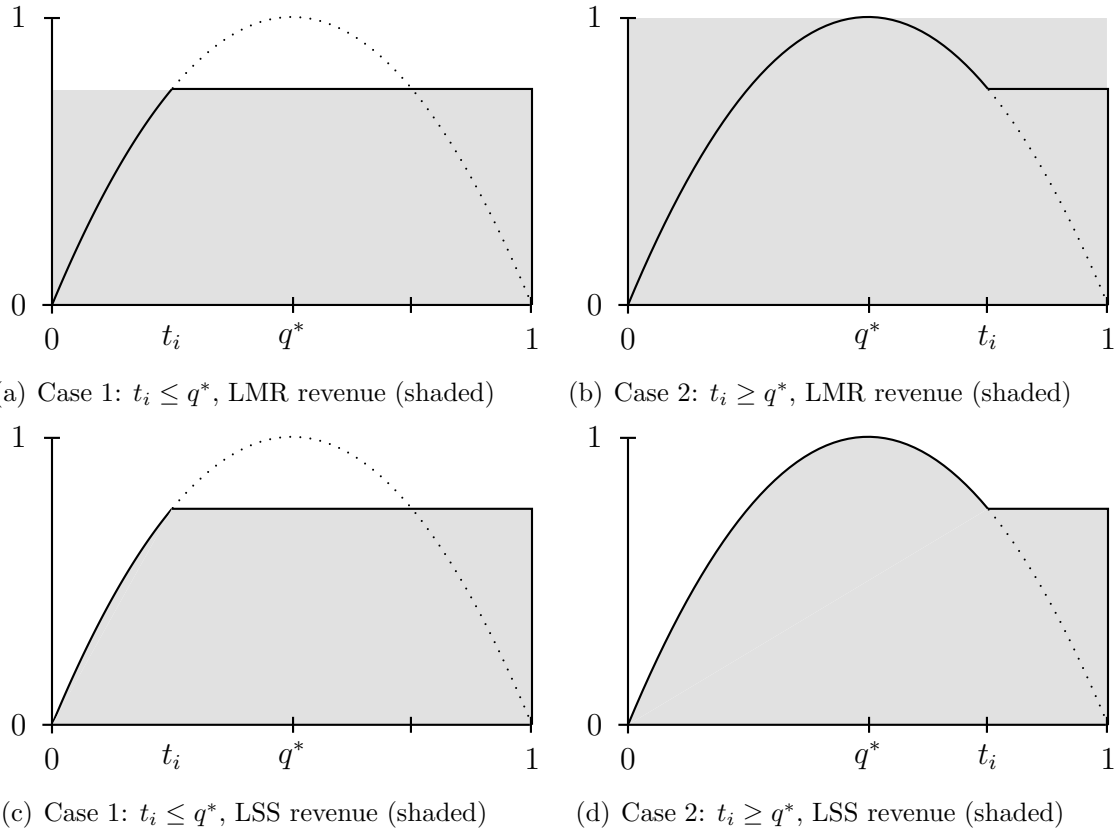 1
1
0
0
0 t_i q* 1
0 q* t_i 1
a) Case 1: t_i ≤ q*, LMR revenue (shaded)
(b) Case 2: t_i ≥ q*, LMR revenue (shaded)
1
1
0
0
0 t_i q* 1
0 q* t_i 1
(c) Case 1: t_i ≤ q*, LSS revenue (shaded)
(d) Case 2: t_i ≥ q*, LSS revenue (shaded)